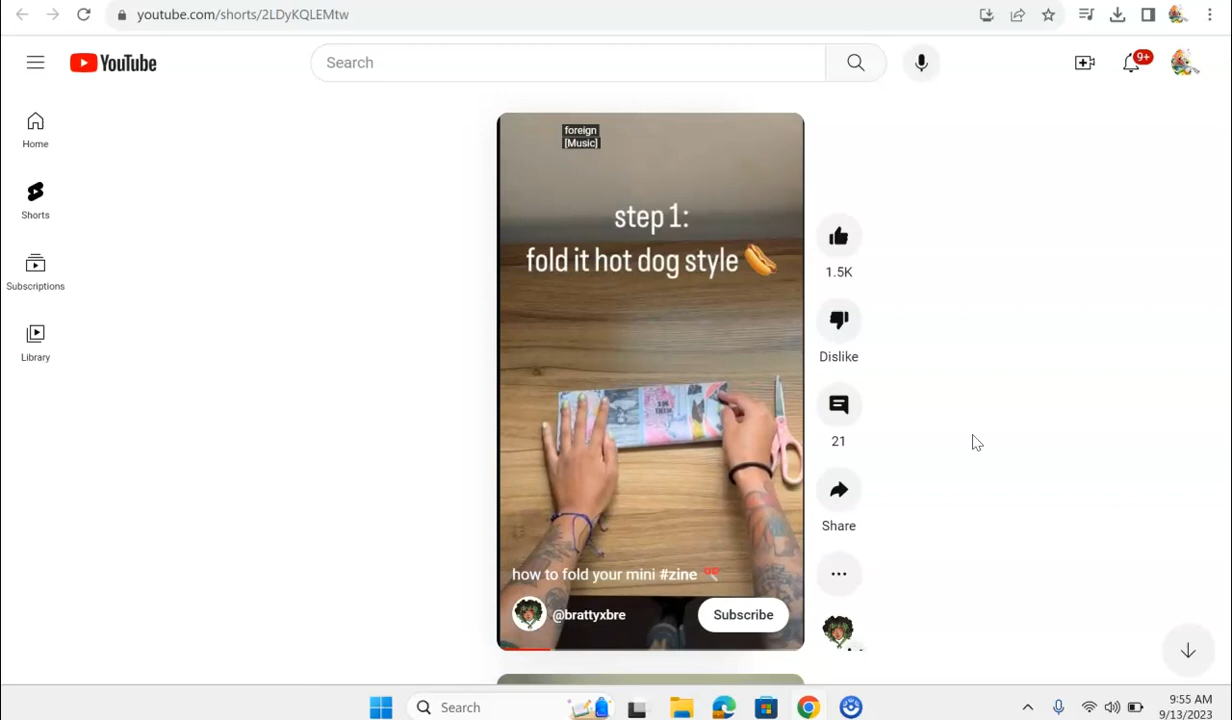 youtube.com/shorts/2LDyKQLEMtw
YouTube
Search
9+
Home
Shorts
Subscriptions
Library
foreign
[Music]
step 1:
fold it hot dog style 🌭
how to fold your mini #zine
@brattyxbre
Subscribe
1.5K
Dislike
21
Share
Search
9:55 AM
9/13/2023